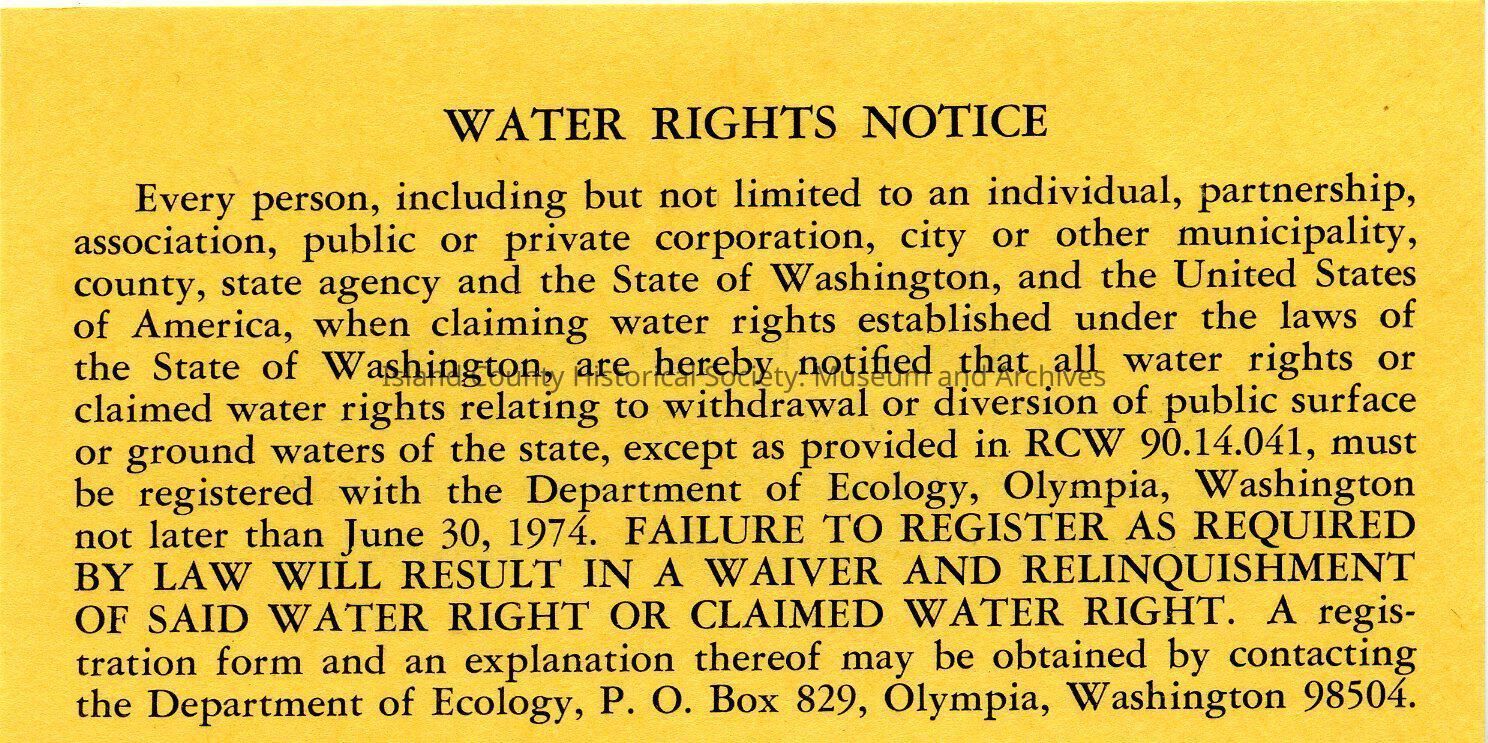 WATER RIGHTS NOTICE
Every person, including but not limited to an individual, partnership,
association, public or private corporation, city or other municipality,
county, state agency and the State of Washington, and the United States
of America, when claiming water rights established under the laws of
the State of Washington, are hereby notified that all water rights or
Island County Historical Society: Museum and Archives
claimed water rights relating to withdrawal or diversion of public surface
or ground waters of the state, except as provided in RCW 90.14.041, must
be registered with the Department of Ecology, Olympia, Washington
not later than June 30, 1974. FAILURE TO REGISTER AS REQUIRED
BY LAW WILL RESULT IN A WAIVER AND RELINQUISHMENT
OF SAID WATER RIGHT OR CLAIMED WATER RIGHT. A regis-
tration form and an explanation thereof may be obtained by contacting
the Department of Ecology, P. O. Box 829, Olympia, Washington 98504.